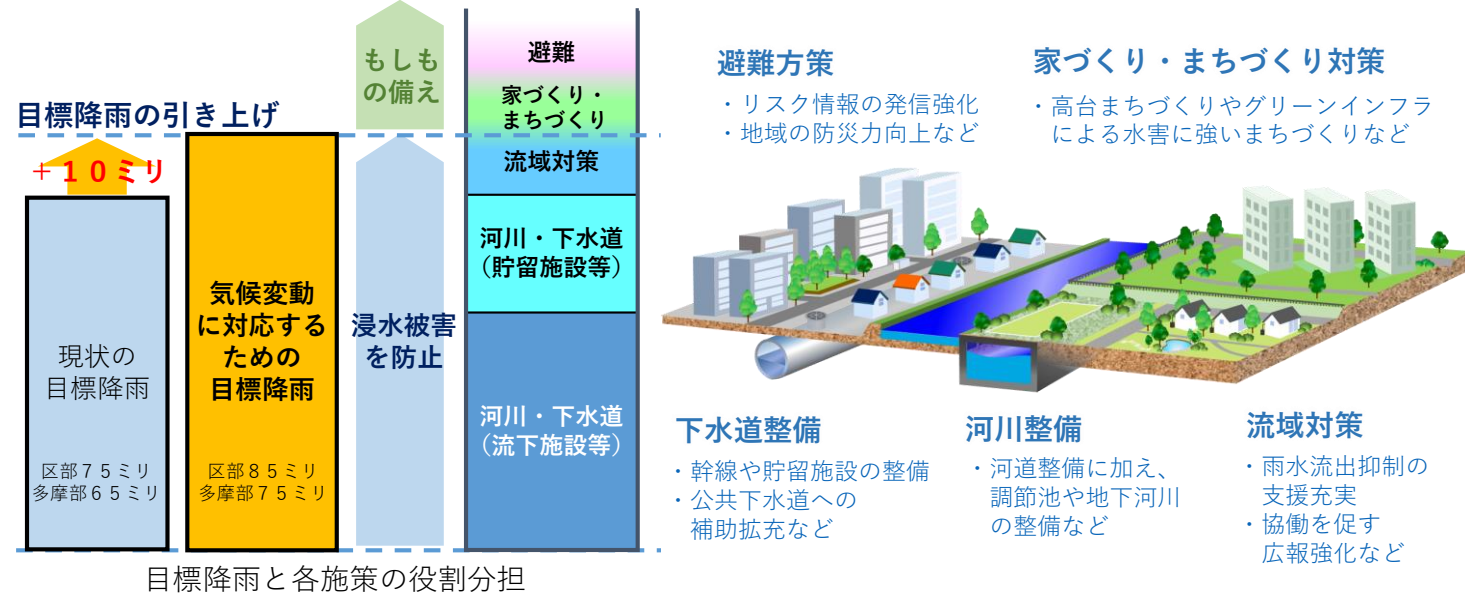 目標降雨の引き上げ
＋１０ミリ
現状の
目標降雨
区部７５ミリ
多摩部６５ミリ
気候変動
に対応する
ための
目標降雨
区部８５ミリ
多摩部７５ミリ
もしも
の備え
浸水被害
を防止
避難
家づくり・
まちづくり
流域対策
河川・下水道
（貯留施設等）
河川・下水道
（流下施設等）
目標降雨と各施策の役割分担
避難方策
・リスク情報の発信強化
・地域の防災力向上など
家づくり・まちづくり対策
・高台まちづくりやグリーンインフラ
による水害に強いまちづくりなど
下水道整備
・幹線や貯留施設の整備
・公共下水道への
補助拡充など
河川整備
・河道整備に加え、
調節池や地下河川
の整備など
流域対策
・雨水流出抑制の
支援充実
・協働を促す
広報強化など